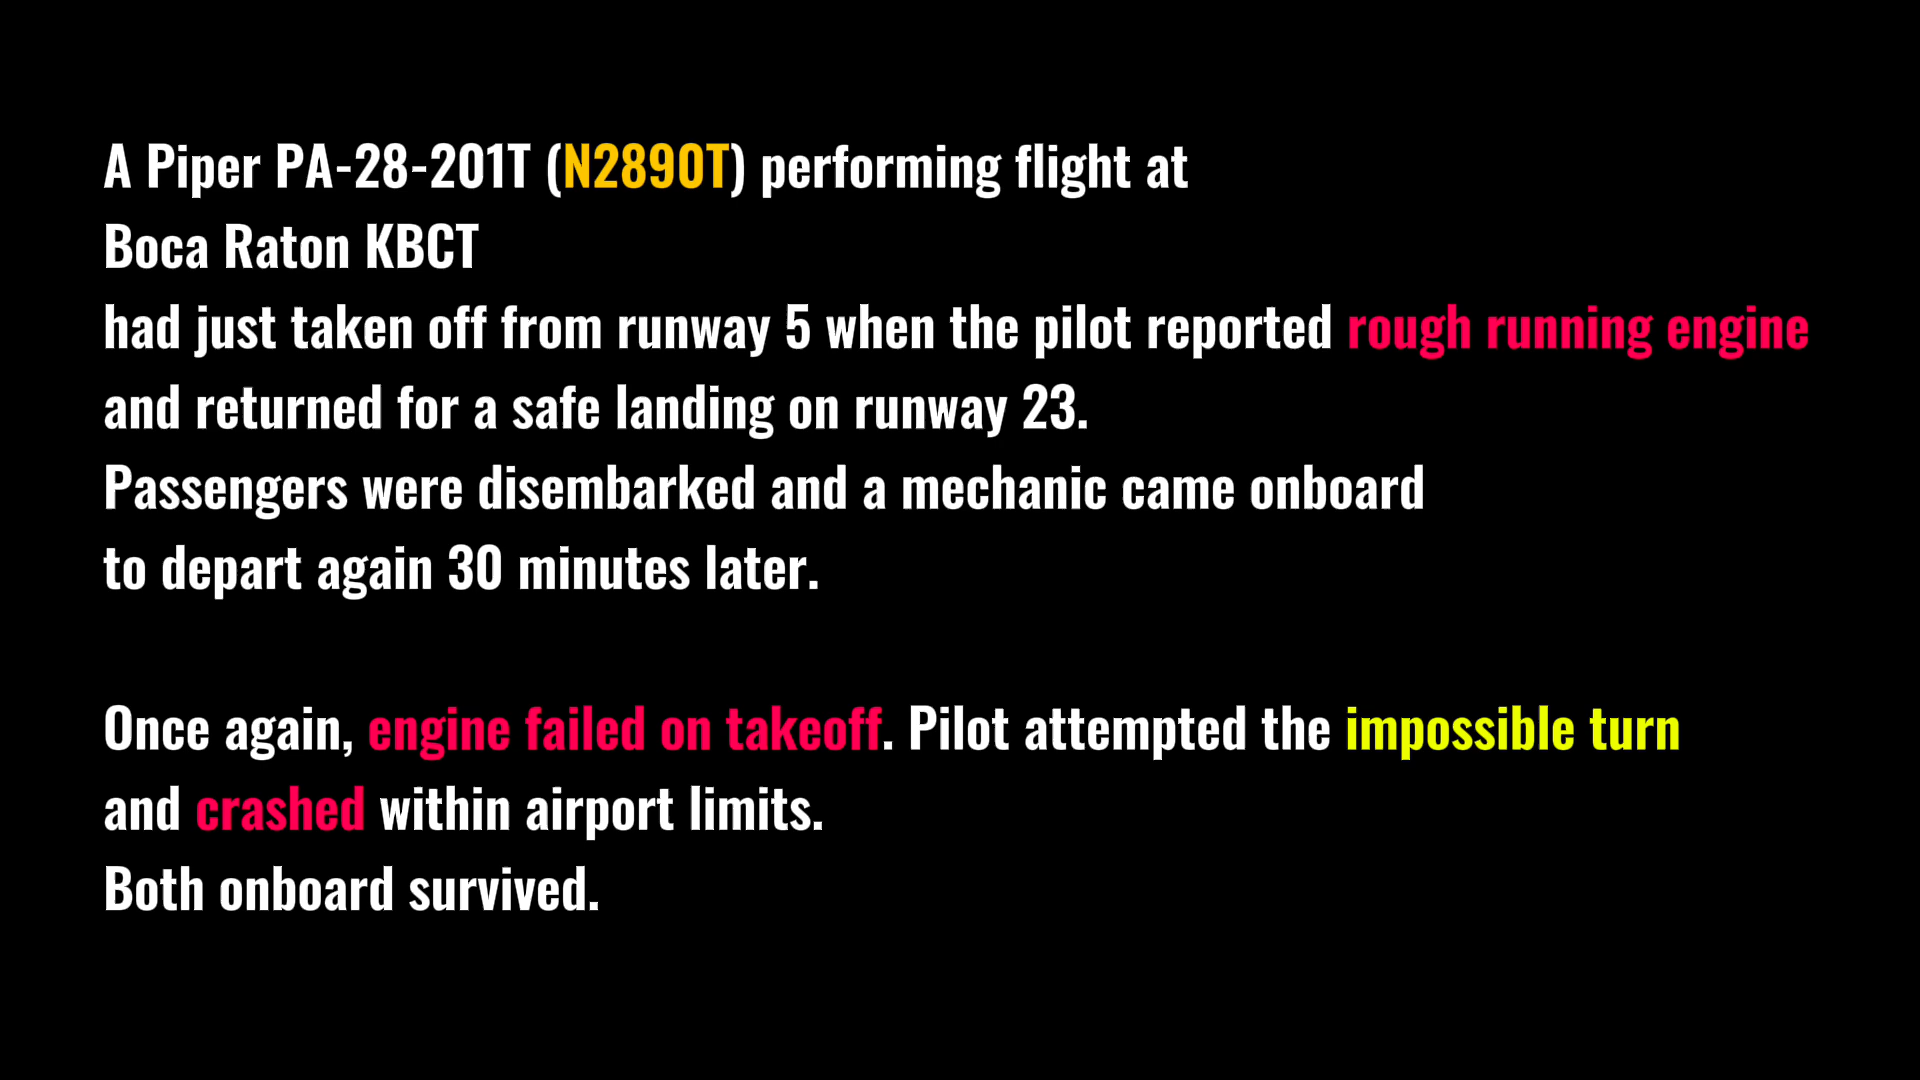 A Piper PA-28-201T (N2890T) performing flight at
Boca Raton KBCT
had just taken off from runway 5 when the pilot reported rough running engine
and returned for a safe landing on runway 23.
Passengers were disembarked and a mechanic came onboard
to depart again 30 minutes later.
Once again, engine failed on takeoff. Pilot attempted the impossible turn
and crashed within airport limits.
Both onboard survived.